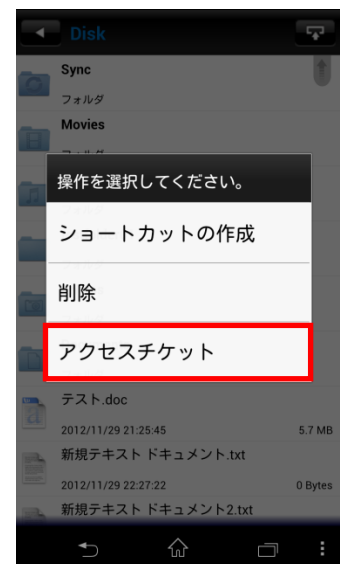 Disk
Sync
フォルダ
Movies
操作を選択してください。
ショートカットの作成
削除
アクセスチケット
テスト.doc
2012/11/29 21:25:45 5.7 MB
新規テキスト ドキュメント.txt
2012/11/29 22:27:22 0 Bytes
新規テキスト ドキュメント2.txt